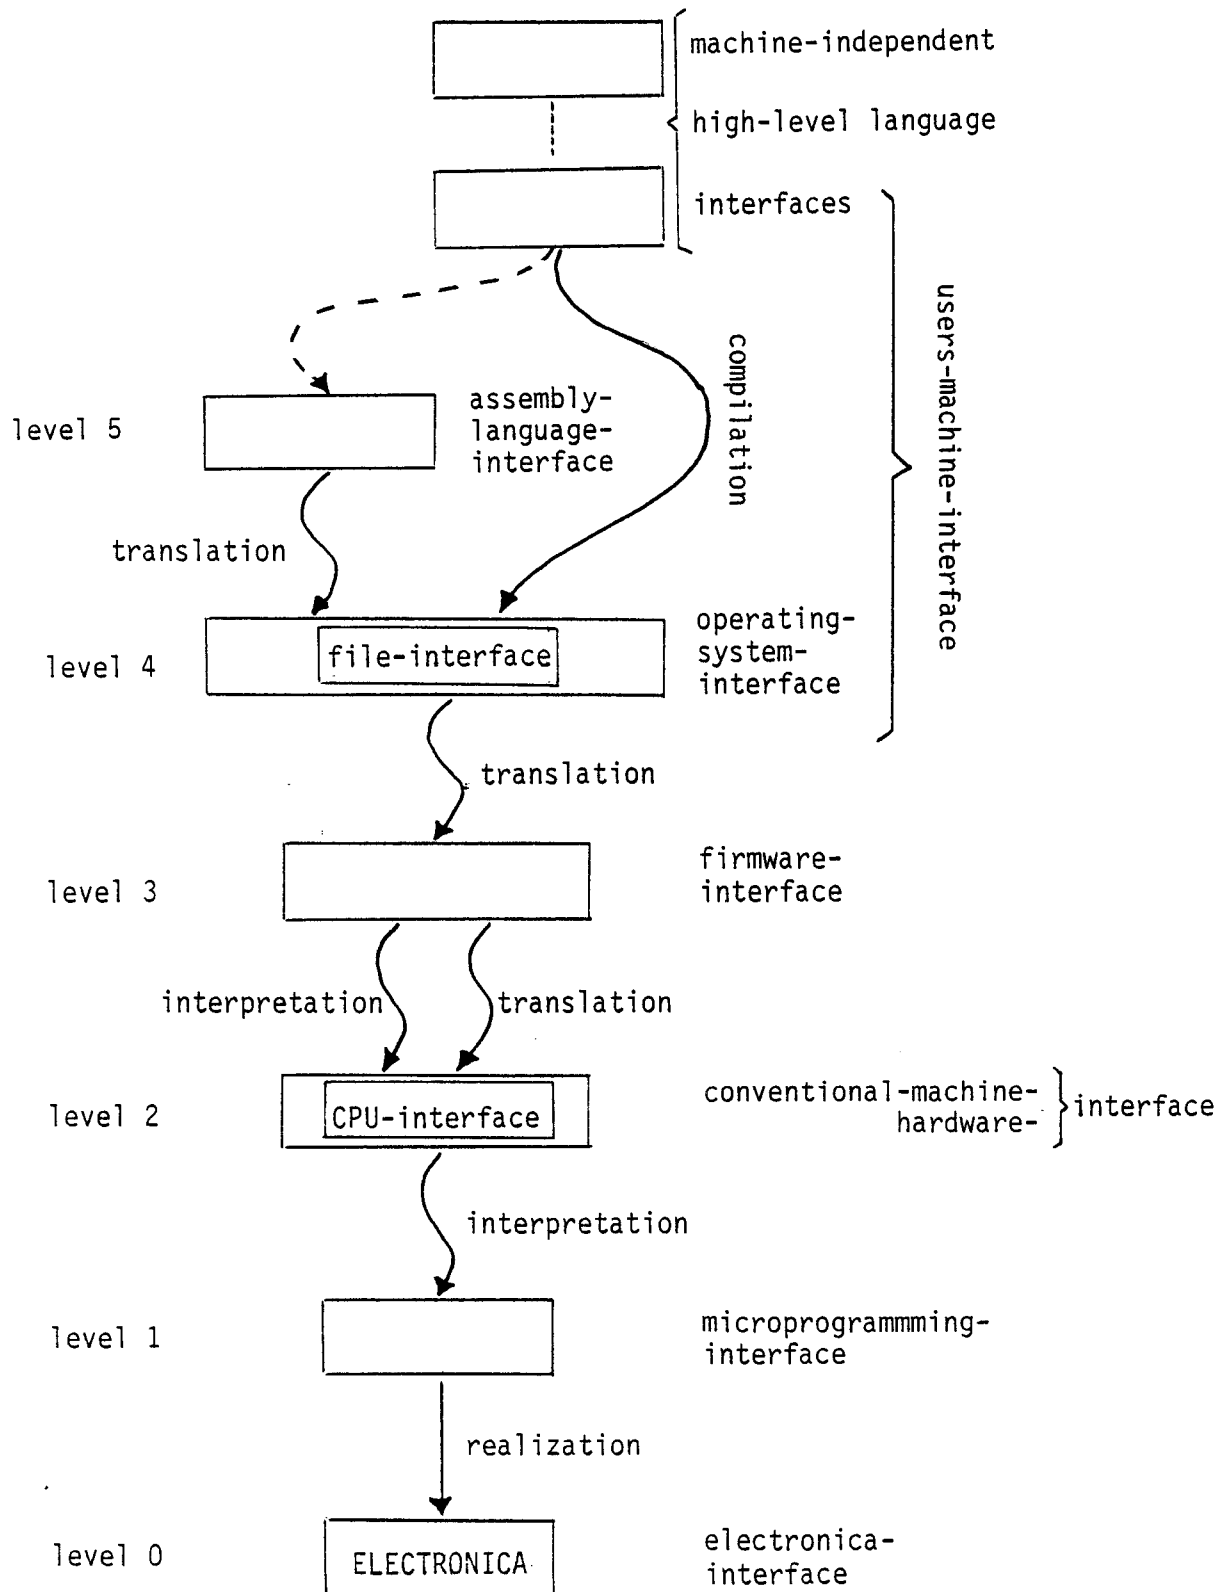 machine-independent
high-level language
interfaces
users-machine-interface
compilation
level 5
assembly-
language-
interface
translation
level 4
file-interface
operating-
system-
interface
translation
level 3
firmware-
interface
interpretation
translation
level 2
CPU-interface
conventional-machine-
hardware-
interface
interpretation
level 1
microprogrammming-
interface
realization
level 0
ELECTRONICA
electronica-
interface